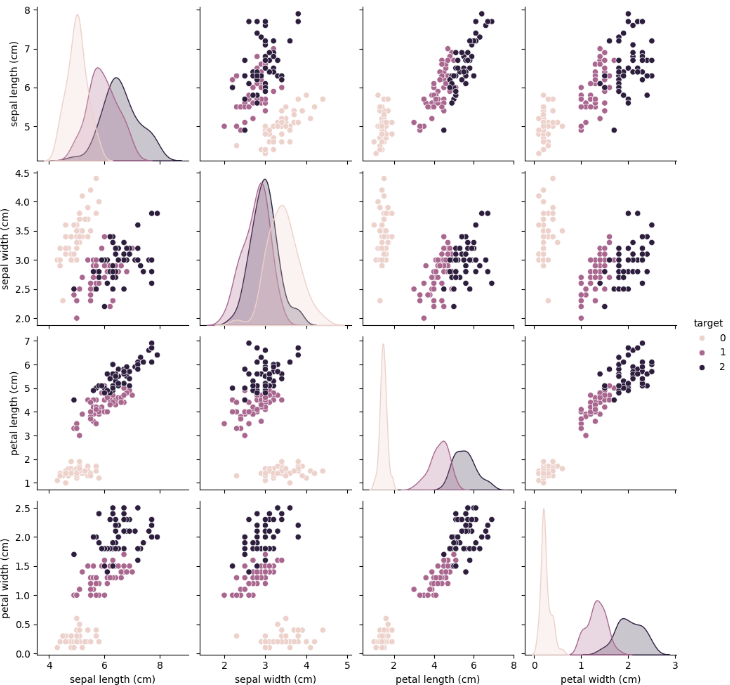 8
7
6
5
sepal length (cm)
4.5
4.0
3.5
3.0
2.5
2.0
sepal width (cm)
target
0
1
2
7
6
5
4
3
2
1
petal length (cm)
2.5
2.0
1.5
1.0
0.5
0.0
petal width (cm)
4 6 8
2 3 4 5
2 4 6 8
0 1 2 3
sepal length (cm)
sepal width (cm)
petal length (cm)
petal width (cm)